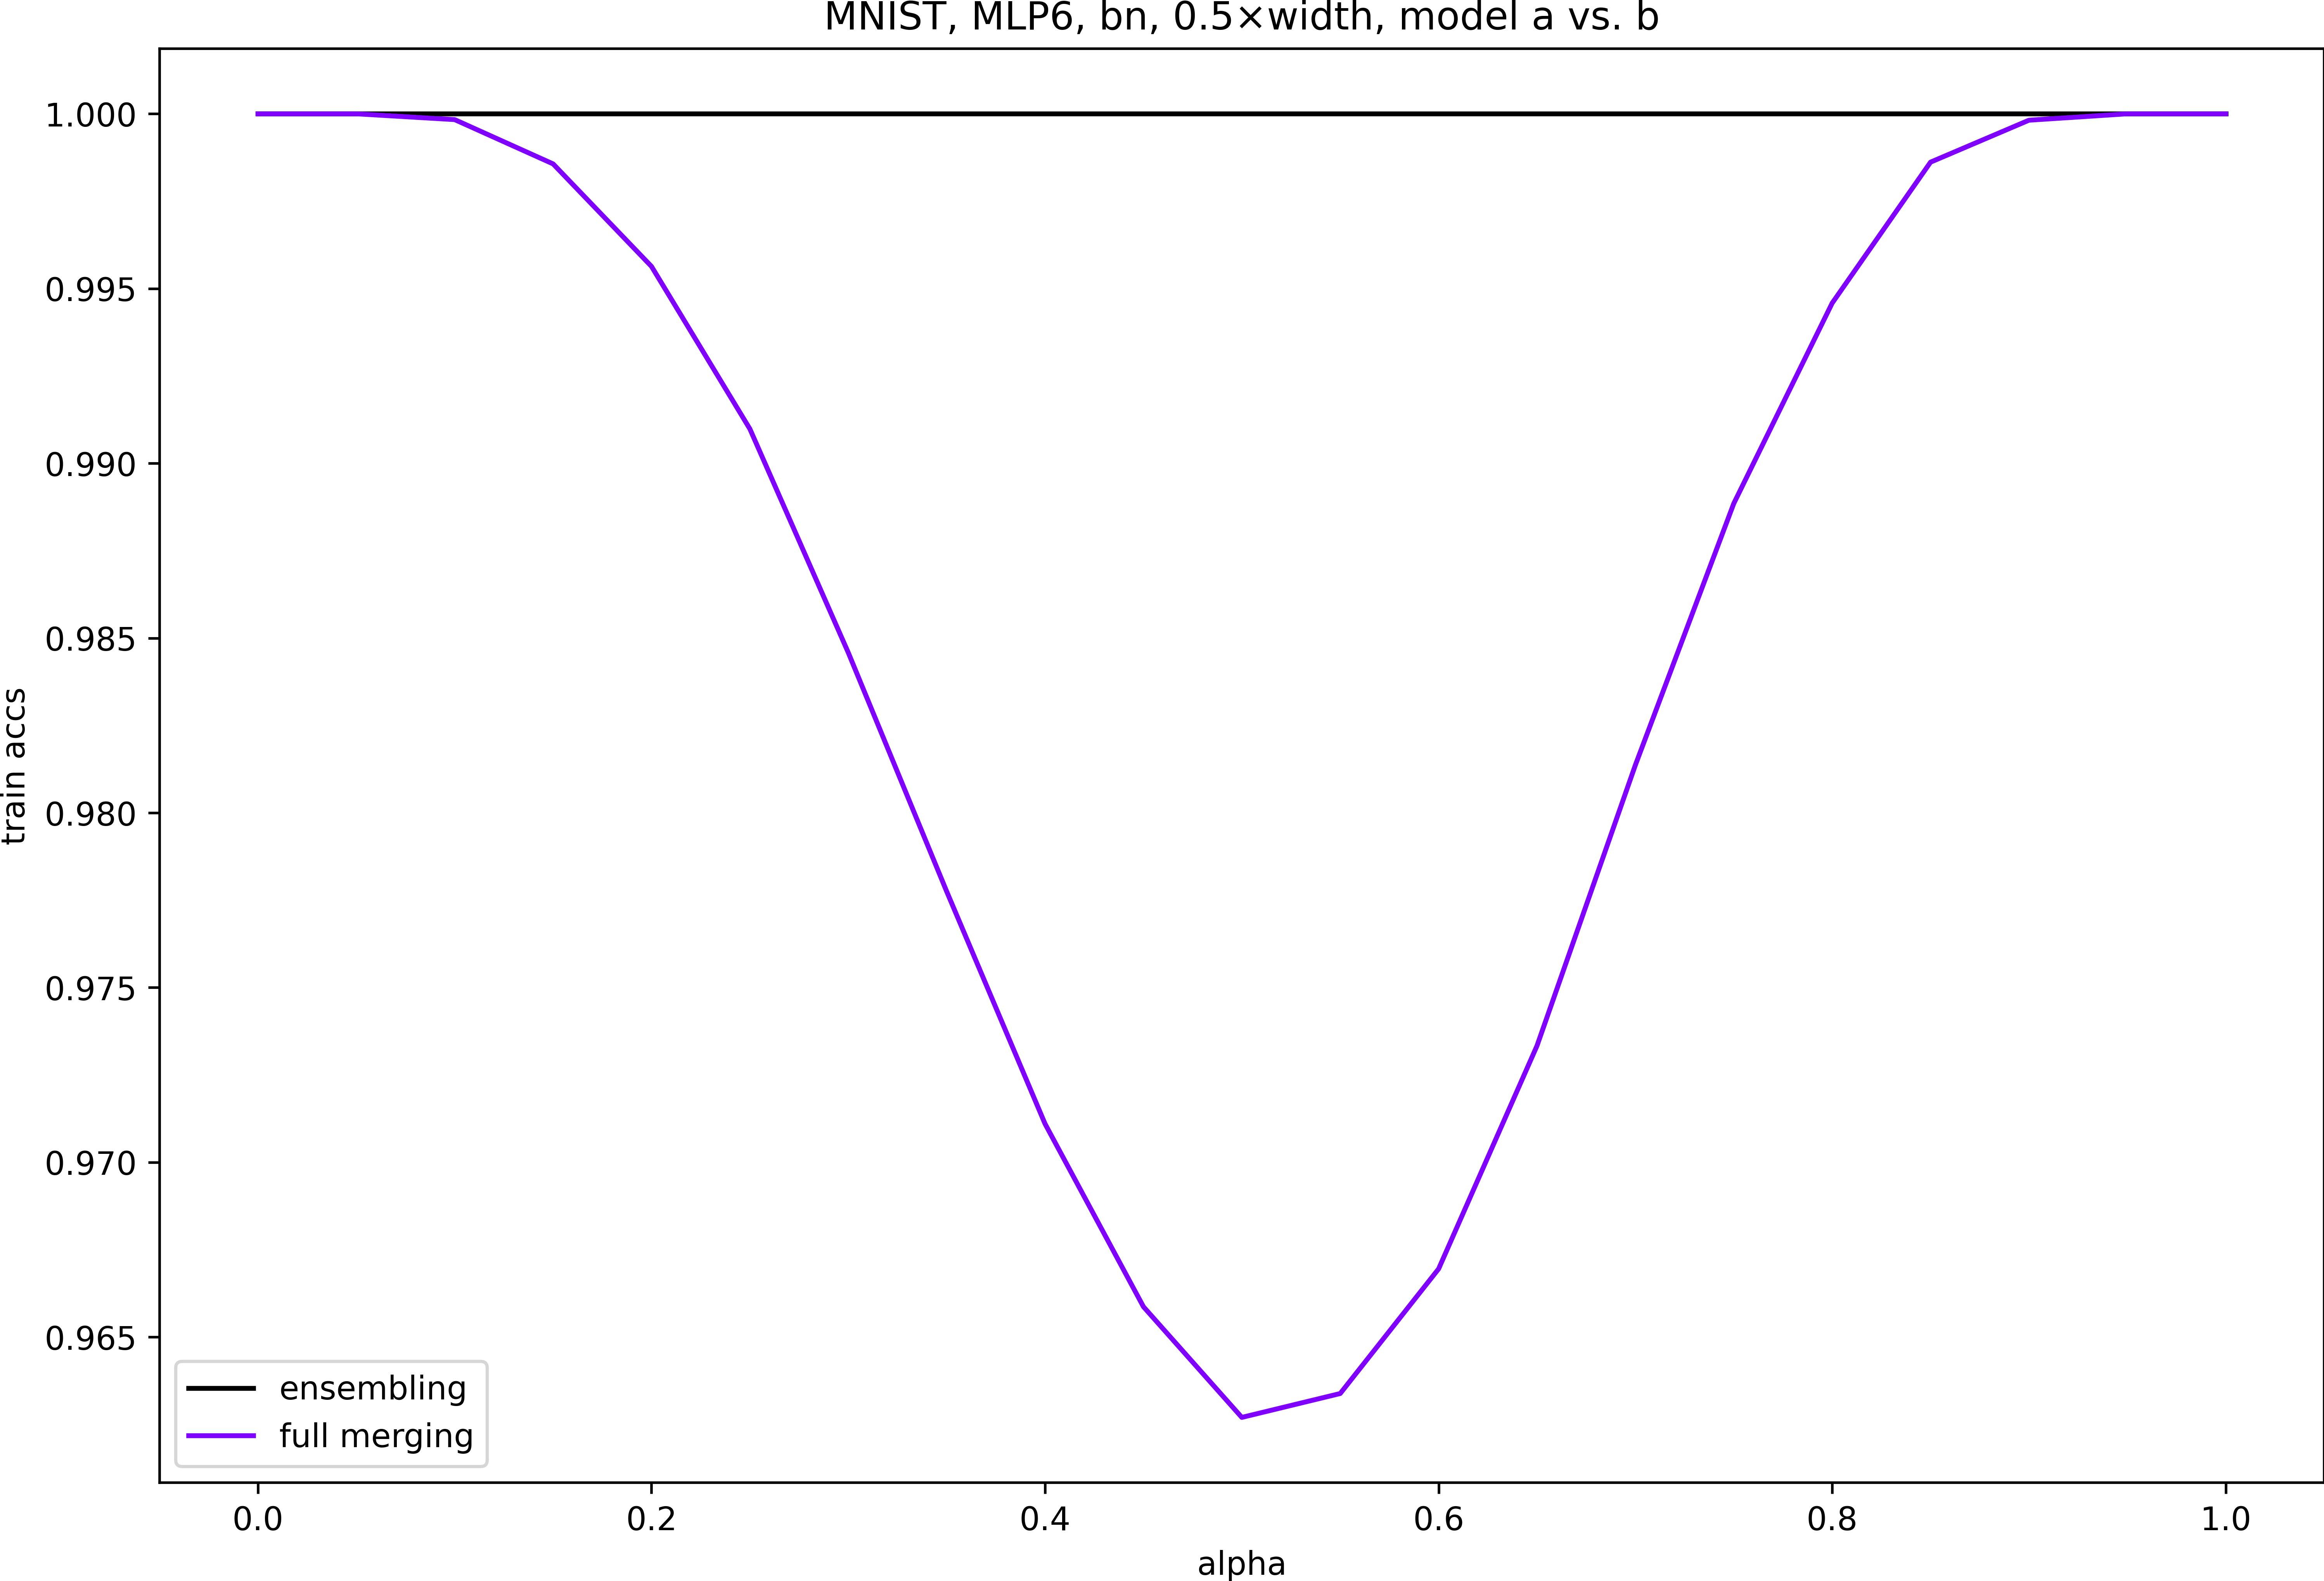 MNIST, MLP6, bn, 0.5×width, model a vs. b
train accs
1.000
0.995
0.990
0.985
0.980
0.975
0.970
0.965
ensembling
full merging
0.0 0.2 0.4 0.6 0.8 1.0
alpha